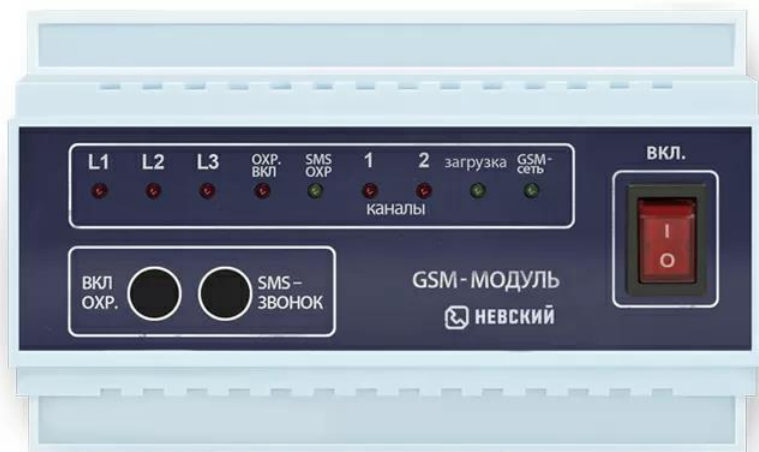 L1 L2 L3 ОХР. ВКЛ SMS ОХР 1 2 загрузка GSM-сеть
каналы
ВКЛ.
I
O
ВКЛ ОХР.
SMS – ЗВОНОК
GSM - МОДУЛЬ
НЕВСКИЙ